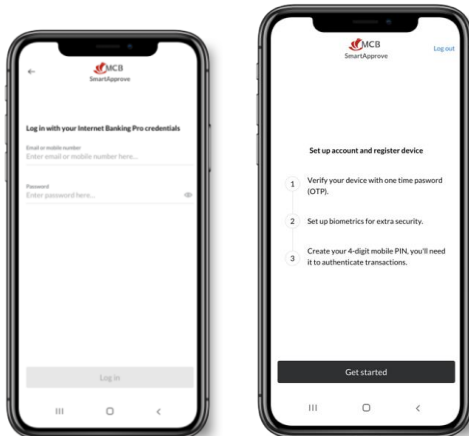 MCB
SmartApprove
Log in with your Internet Banking Pro credentials
Email or mobile number
Enter email or mobile number here...
Password
Enter password here...
Log in
MCB
Log out
SmartApprove
Set up account and register device
1 Verify your device with one time pasword
(OTP).
2 Set up biometrics for extra security.
3 Create your 4-digit mobile PIN, you'll need
it to authenticate transactions.
Get started